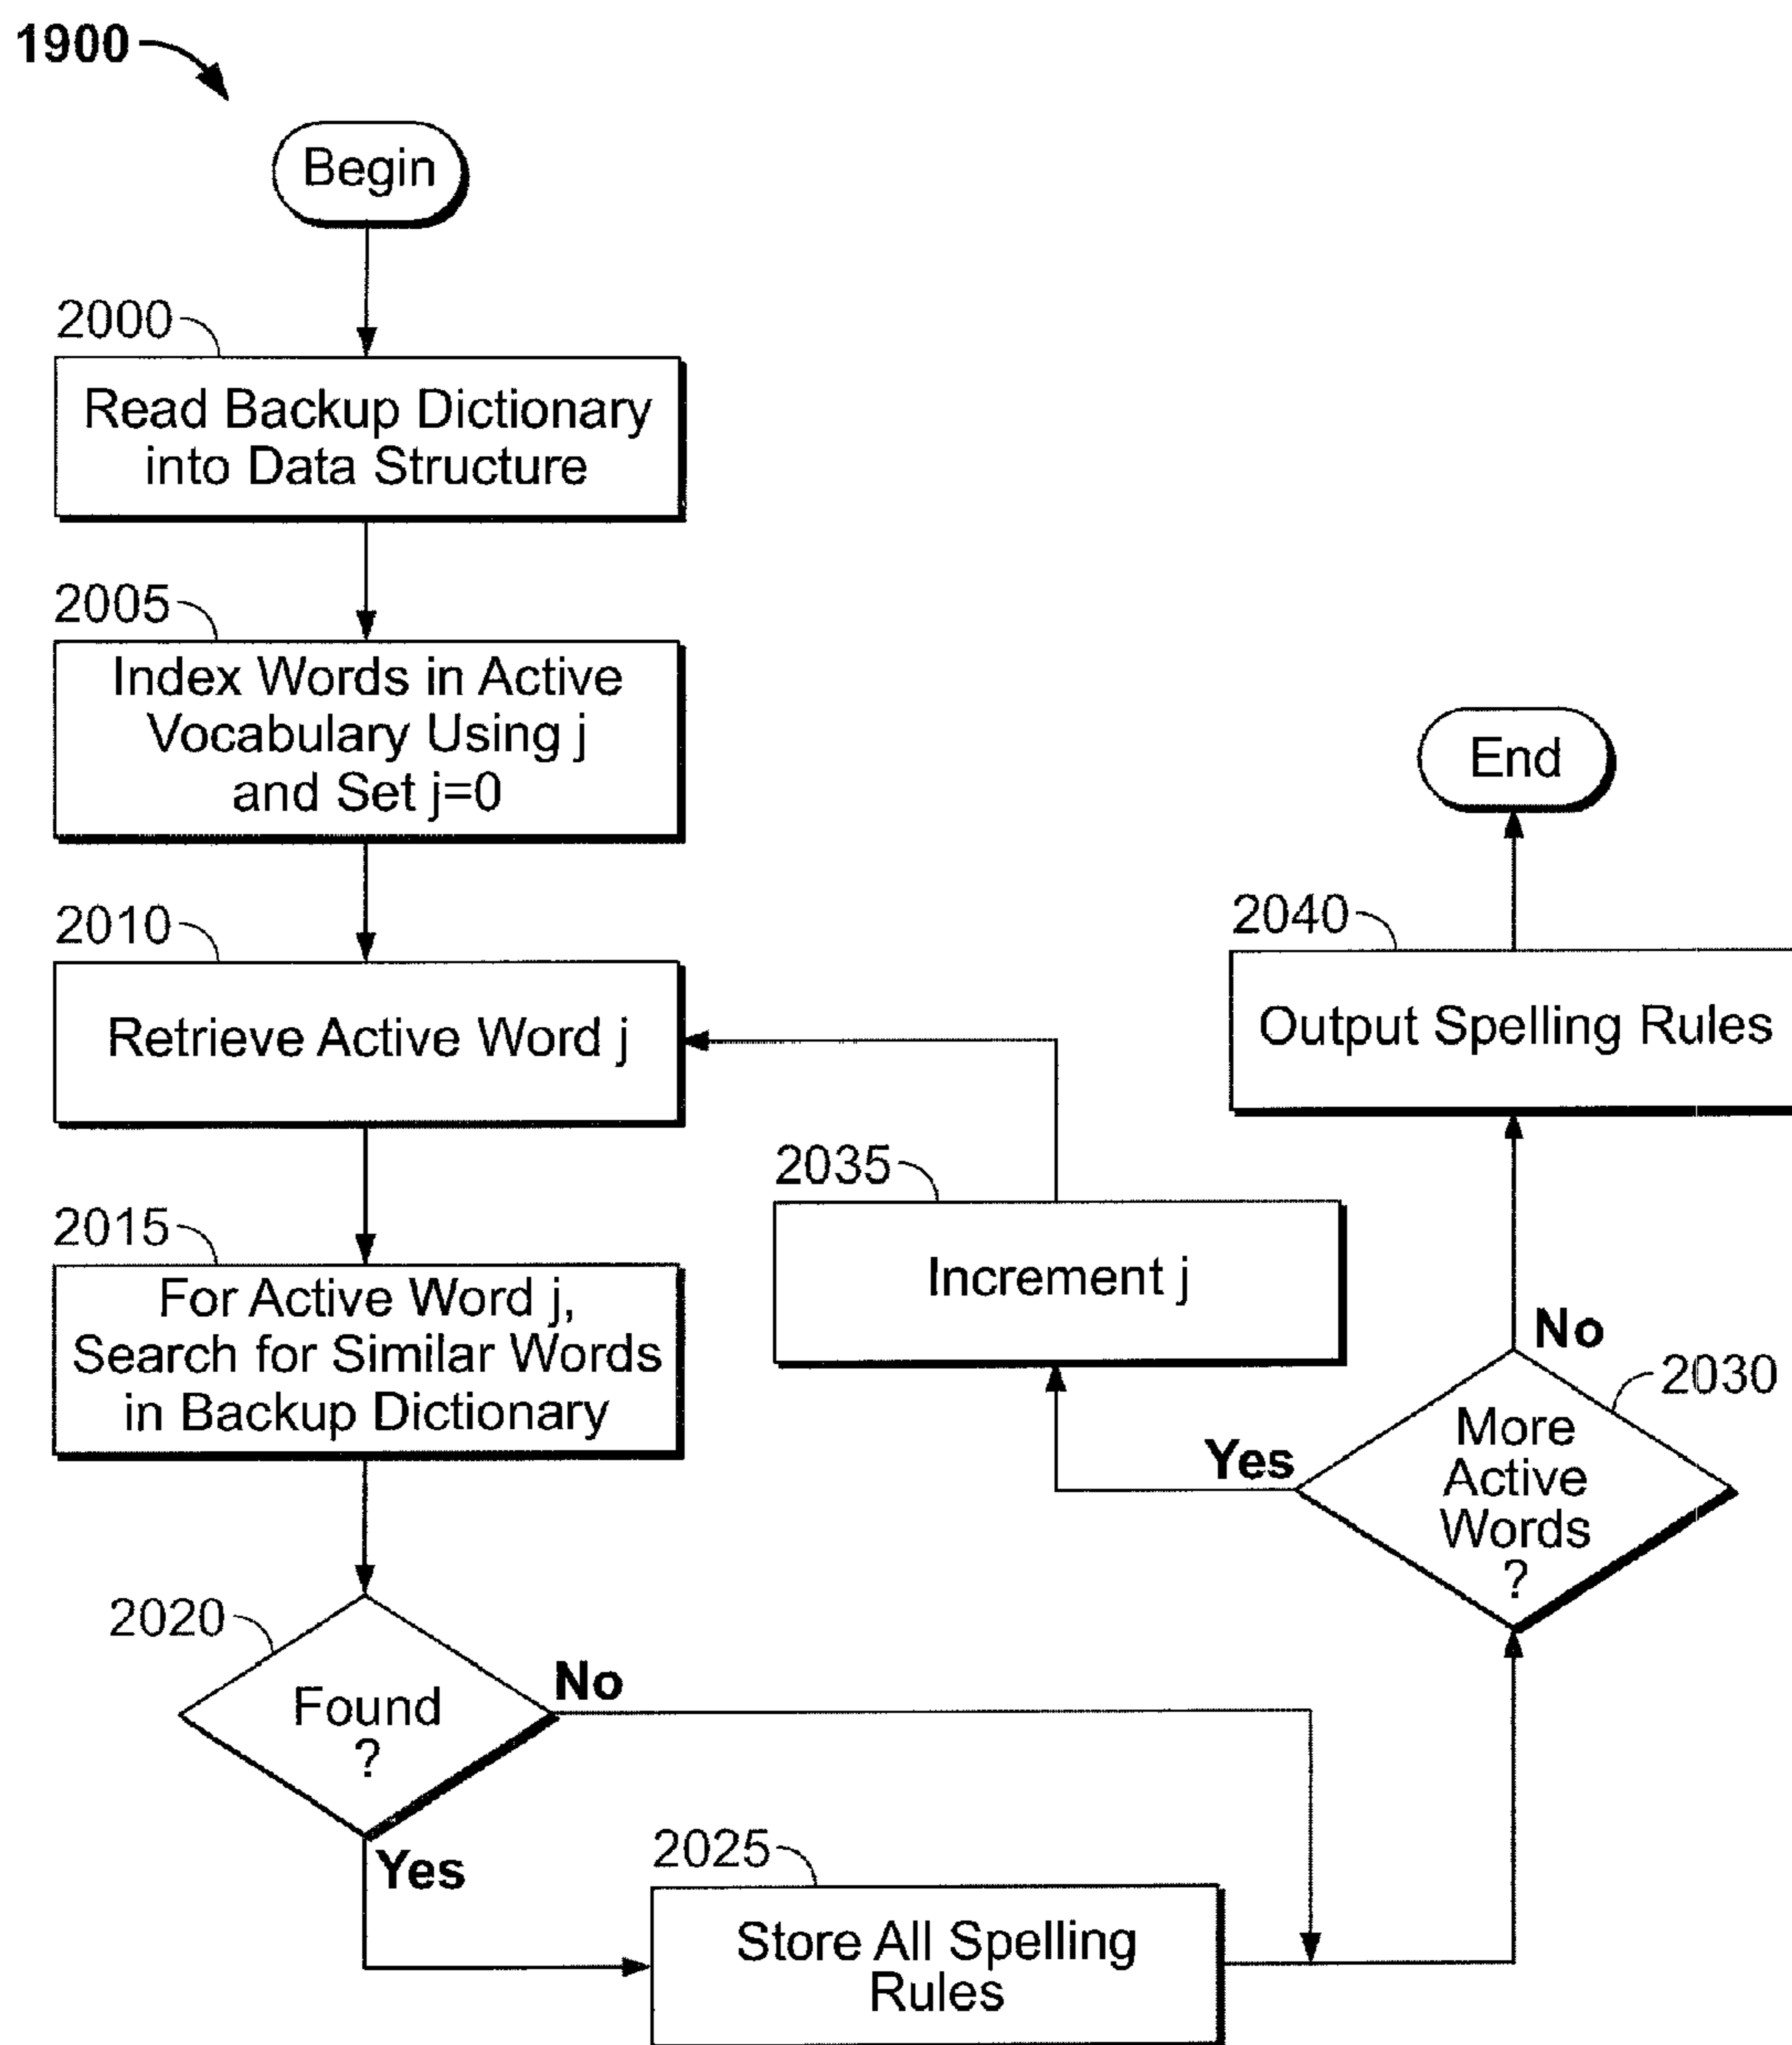 1900
Begin
2000
Read Backup Dictionary
into Data Structure
2005
Index Words in Active
Vocabulary Using j
and Set j=0
2010
Retrieve Active Word j
2015
For Active Word j,
Search for Similar Words
in Backup Dictionary
2020
Found
?
No
Yes
2025
Store All Spelling
Rules
2030
More
Active
Words
?
Yes
No
2035
Increment j
2040
Output Spelling Rules
End